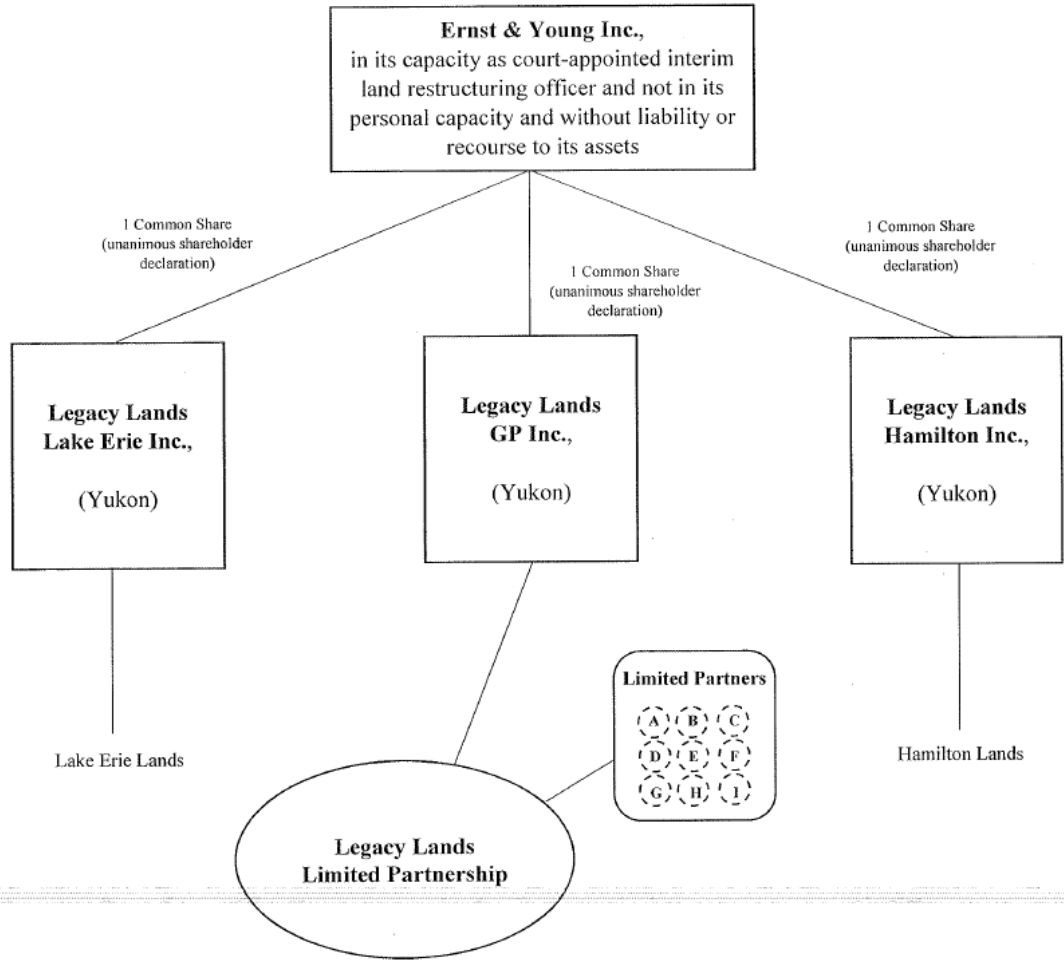 Ernst & Young Inc.,
in its capacity as court-appointed interim
land restructuring officer and not in its
personal capacity and without liability or
recourse to its assets
1 Common Share
(unanimous shareholder
declaration)
1 Common Share
(unanimous shareholder
declaration)
1 Common Share
(unanimous shareholder
declaration)
Legacy Lands
Lake Erie Inc.,
(Yukon)
Legacy Lands
GP Inc.,
(Yukon)
Legacy Lands
Hamilton Inc.,
(Yukon)
Lake Erie Lands
Limited Partners
A B C
D E F
G H I
Hamilton Lands
Legacy Lands
Limited Partnership